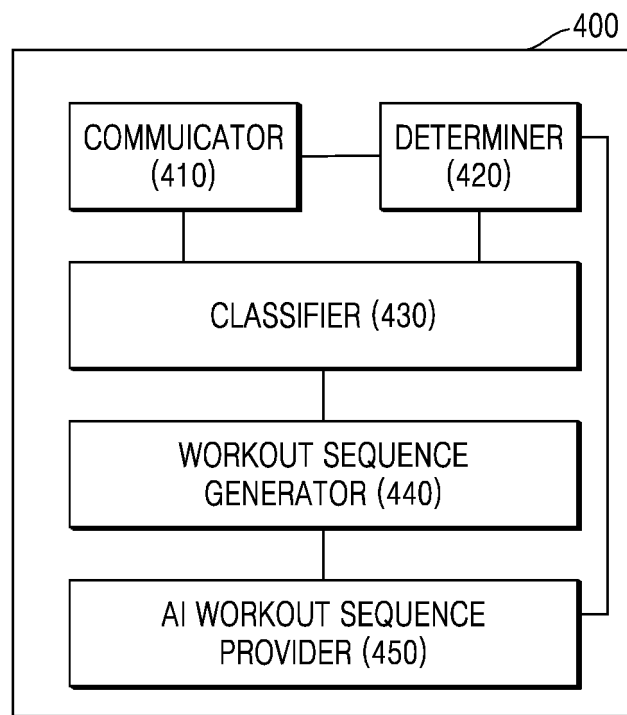 400
COMMUICATOR
(410)
DETERMINER
(420)
CLASSIFIER (430)
WORKOUT SEQUENCE
GENERATOR (440)
AI WORKOUT SEQUENCE
PROVIDER (450)